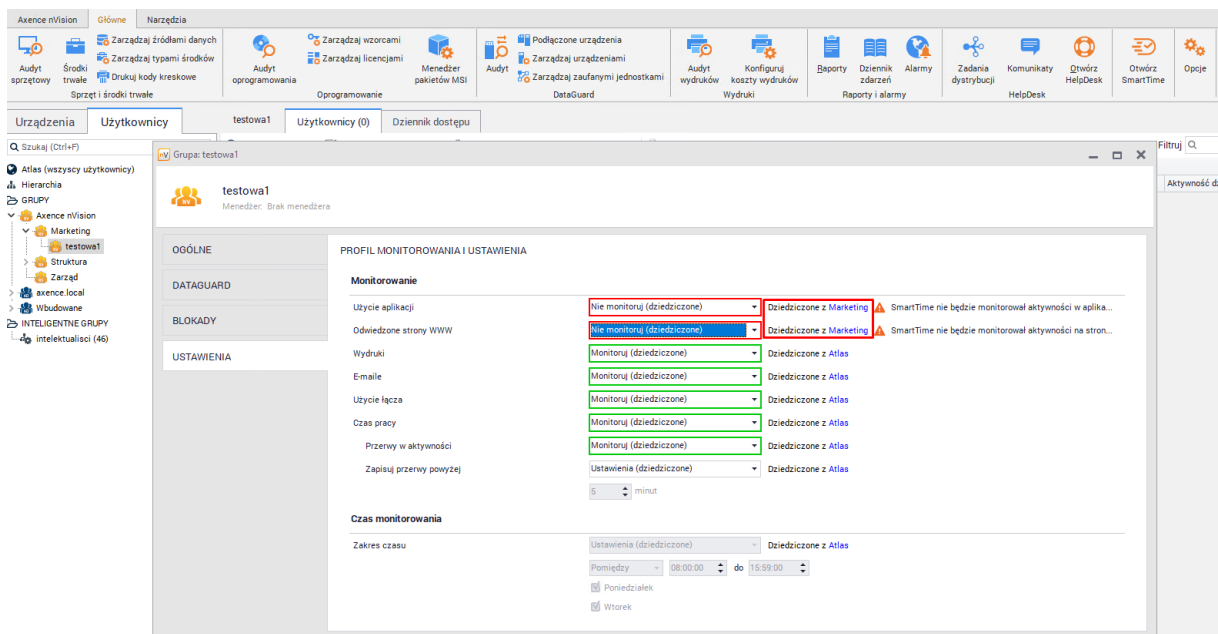 Axence nVision Główne Narzędzia
Audyt sprzętowy
Środki trwałe
Zarządzaj źródłami danych
Zarządzaj typami środków
Drukuj kody kreskowe
Sprzęt i środki trwałe
Audyt oprogramowania
Zarządzaj wzorcami
Zarządzaj licencjami
Menedżer pakietów MSI
Oprogramowanie
Audyt
Podłączone urządzenia
Zarządzaj urządzeniami
Zarządzaj zaufanymi jednostkami
DataGuard
Audyt wydruków
Konfiguruj koszty wydruków
Wydruki
Raporty
Dziennik zdarzeń
Alarmy
Raporty i alarmy
Zadania dystrybucji
Komunikaty
Otwórz HelpDesk
HelpDesk
Otwórz SmartTime
Opcje
Urządzenia Użytkownicy
testowa1 Użytkownicy (0) Dziennik dostępu
Szukaj (Ctrl+F)
Filtruj
Atlas (wszyscy użytkownicy)
Hierarchia
GRUPY
Axence nVision
Marketing
testowa1
Struktura
Zarząd
axence.local
Wbudowane
INTELIGENTNE GRUPY
intelektualisci (46)
Aktywność
nV Grupa: testowa1
NV
testowa1
Menedżer: Brak menedżera
OGÓLNE
DATAGUARD
BLOKADY
USTAWIENIA
PROFIL MONITOROWANIA I USTAWIENIA
Monitorowanie
Użycie aplikacji Nie monitoruj (dziedziczone) Dziedziczone z Marketing SmartTime nie będzie monitorował aktywności w aplika...
Odwiedzone strony WWW Nie monitoruj (dziedziczone) Dziedziczone z Marketing SmartTime nie będzie monitorował aktywności na stron...
Wydruki Monitoruj (dziedziczone) Dziedziczone z Atlas
E-maile Monitoruj (dziedziczone) Dziedziczone z Atlas
Użycie łącza Monitoruj (dziedziczone) Dziedziczone z Atlas
Czas pracy Monitoruj (dziedziczone) Dziedziczone z Atlas
Przerwy w aktywności Monitoruj (dziedziczone) Dziedziczone z Atlas
Zapisuj przerwy powyżej Ustawienia (dziedziczone) Dziedziczone z Atlas
5 minut
Czas monitorowania
Zakres czasu Ustawienia (dziedziczone) Dziedziczone z Atlas
Pomiędzy 08:00:00 do 15:59:00
Poniedziałek
Wtorek